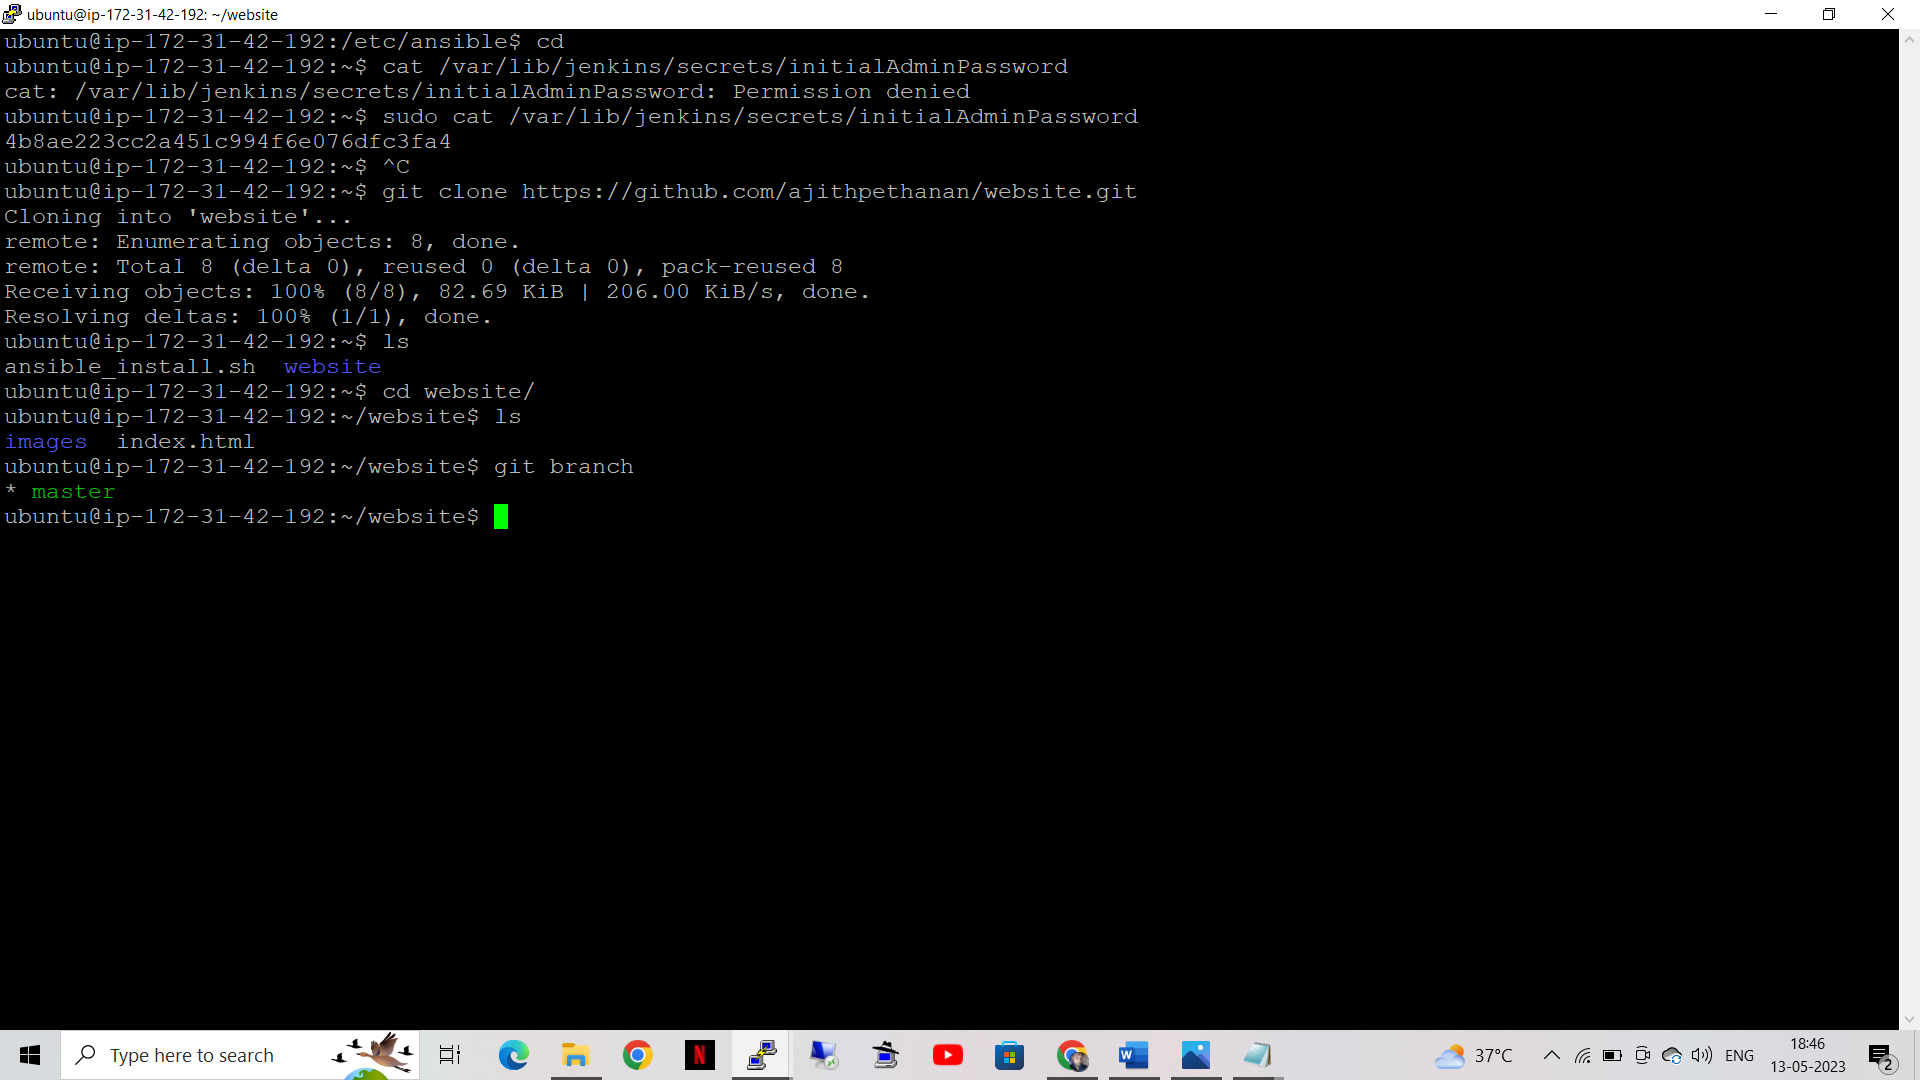 ubuntu@ip-172-31-42-192: ~/website
ubuntu@ip-172-31-42-192:/etc/ansible$ cd
ubuntu@ip-172-31-42-192:~$ cat /var/lib/jenkins/secrets/initialAdminPassword
cat: /var/lib/jenkins/secrets/initialAdminPassword: Permission denied
ubuntu@ip-172-31-42-192:~$ sudo cat /var/lib/jenkins/secrets/initialAdminPassword
4b8ae223cc2a451c994f6e076dfc3fa4
ubuntu@ip-172-31-42-192:~$ ^C
ubuntu@ip-172-31-42-192:~$ git clone https://github.com/ajithpethanan/website.git
Cloning into 'website'...
remote: Enumerating objects: 8, done.
remote: Total 8 (delta 0), reused 0 (delta 0), pack-reused 8
Receiving objects: 100% (8/8), 82.69 KiB | 206.00 KiB/s, done.
Resolving deltas: 100% (1/1), done.
ubuntu@ip-172-31-42-192:~$ ls
ansible_install.sh  website
ubuntu@ip-172-31-42-192:~$ cd website/
ubuntu@ip-172-31-42-192:~/website$ ls
images  index.html
ubuntu@ip-172-31-42-192:~/website$ git branch
* master
ubuntu@ip-172-31-42-192:~/website$
Type here to search
N
W
37°C
ENG
18:46
13-05-2023
2